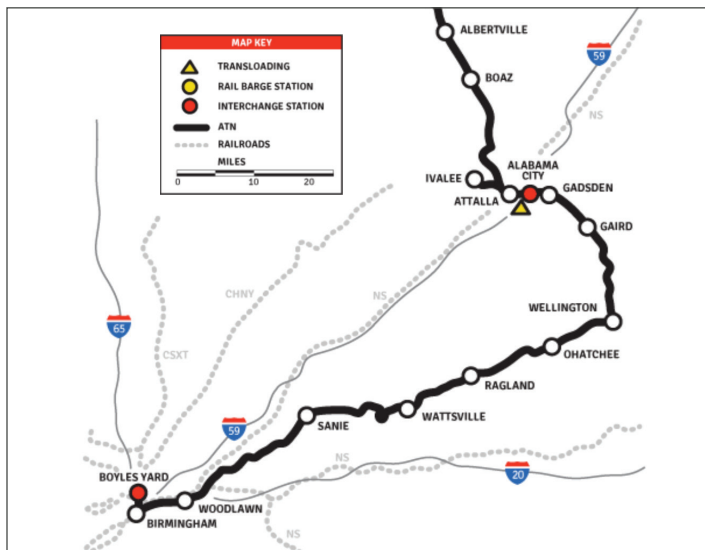 ALBERTVILLE
59
MAP KEY
TRANSLOADING
RAIL BARGE STATION
INTERCHANGE STATION
ATN
RAILROADS
MILES
0 10 20
BOAZ
NS
ALABAMA
CITY
IVALEE
ATTALLA
GADSDEN
GAIRD
CHNY
NS
WELLINGTON
65
CSXT
OHATCHEE
RAGLAND
WATTSVILLE
SANIE
59
NS
20
BOYLES YARD
WOODLAWN
BIRMINGHAM
NS